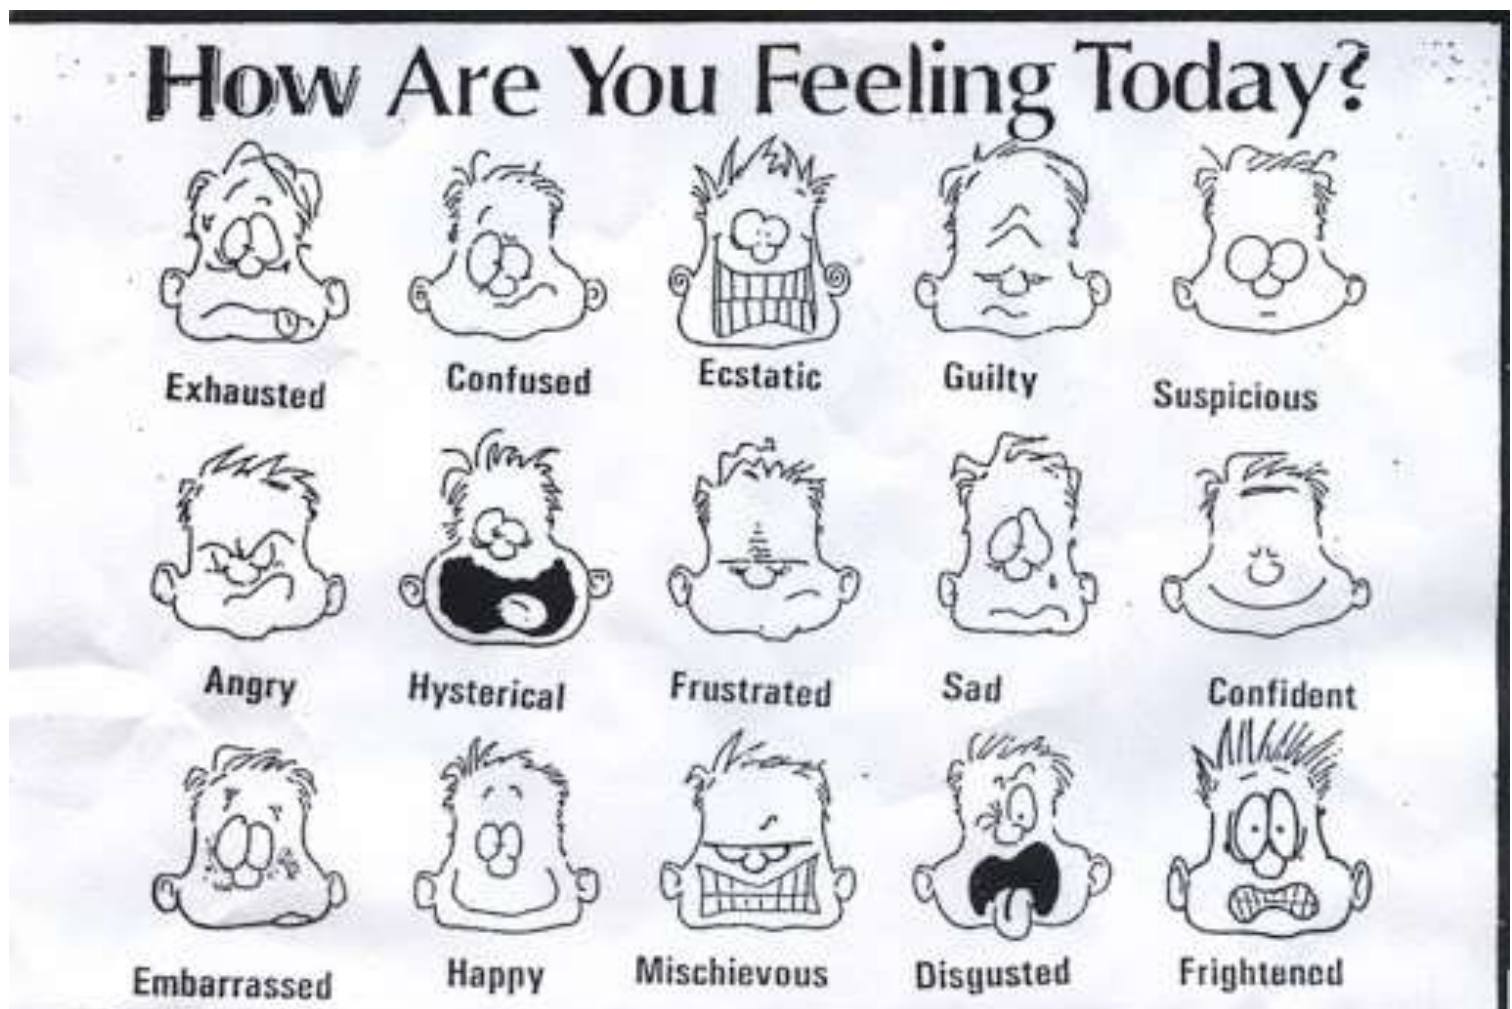 How Are You Feeling Today?
Exhausted Confused Ecstatic Guilty Suspicious
Angry Hysterical Frustrated Sad Confident
Embarrassed Happy Mischievous Disgusted Frightened